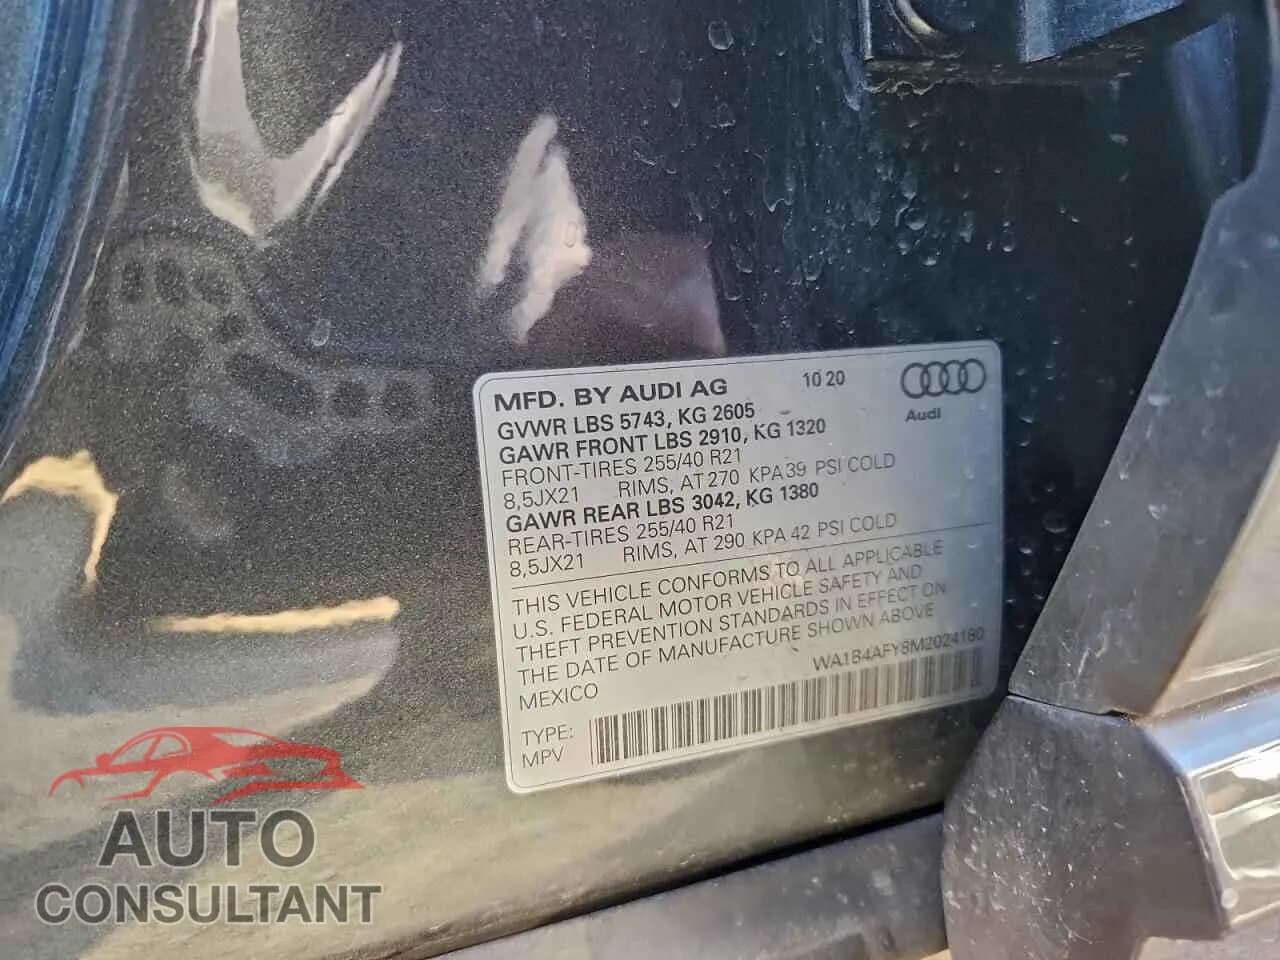 MFD. BY AUDI AG 10 20
Audi
GVWR LBS 5743, KG 2605
GAWR FRONT LBS 2910, KG 1320
FRONT-TIRES 255/40 R21
8,5JX21 RIMS, AT 270 KPA 39 PSI COLD
GAWR REAR LBS 3042, KG 1380
REAR-TIRES 255/40 R21
8,5JX21 RIMS, AT 290 KPA 42 PSI COLD
THIS VEHICLE CONFORMS TO ALL APPLICABLE
U.S. FEDERAL MOTOR VEHICLE SAFETY AND
THEFT PREVENTION STANDARDS IN EFFECT ON
THE DATE OF MANUFACTURE SHOWN ABOVE
MEXICO WA1B4AFY8M2024180
TYPE:
MPV
AUTO
CONSULTANT